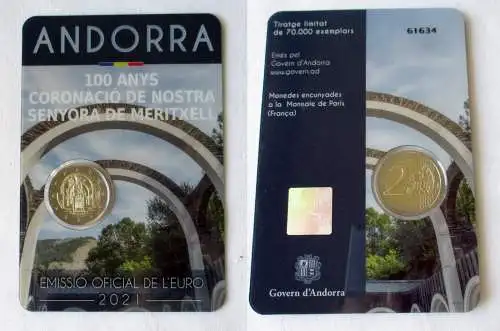 ANDORRA
100 ANYS
CORONACIÓ DE NOSTRA
SENYORA DE MERITXELL
EMISSIÓ OFICIAL DE L'EURO
2021
Tiratge limitat
de 70.000 exemplars
61634
Emès pel
Govern d'Andorra
www.govern.ad
Monedes encunyades
a la Monnaie de Paris
(França)
2
Govern d'Andorra